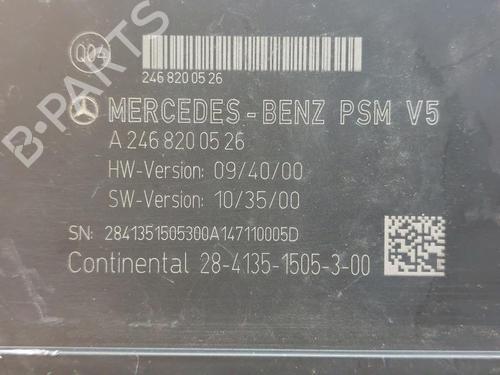 Q04
246 820 05 26
MERCEDES-BENZ PSM V5
A 246 820 05 26
HW-Version: 09/40/00
SW-Version: 10/35/00
SN: 2841351505300A147110005D
Continental 28-4135-1505-3-00
B-PARTS